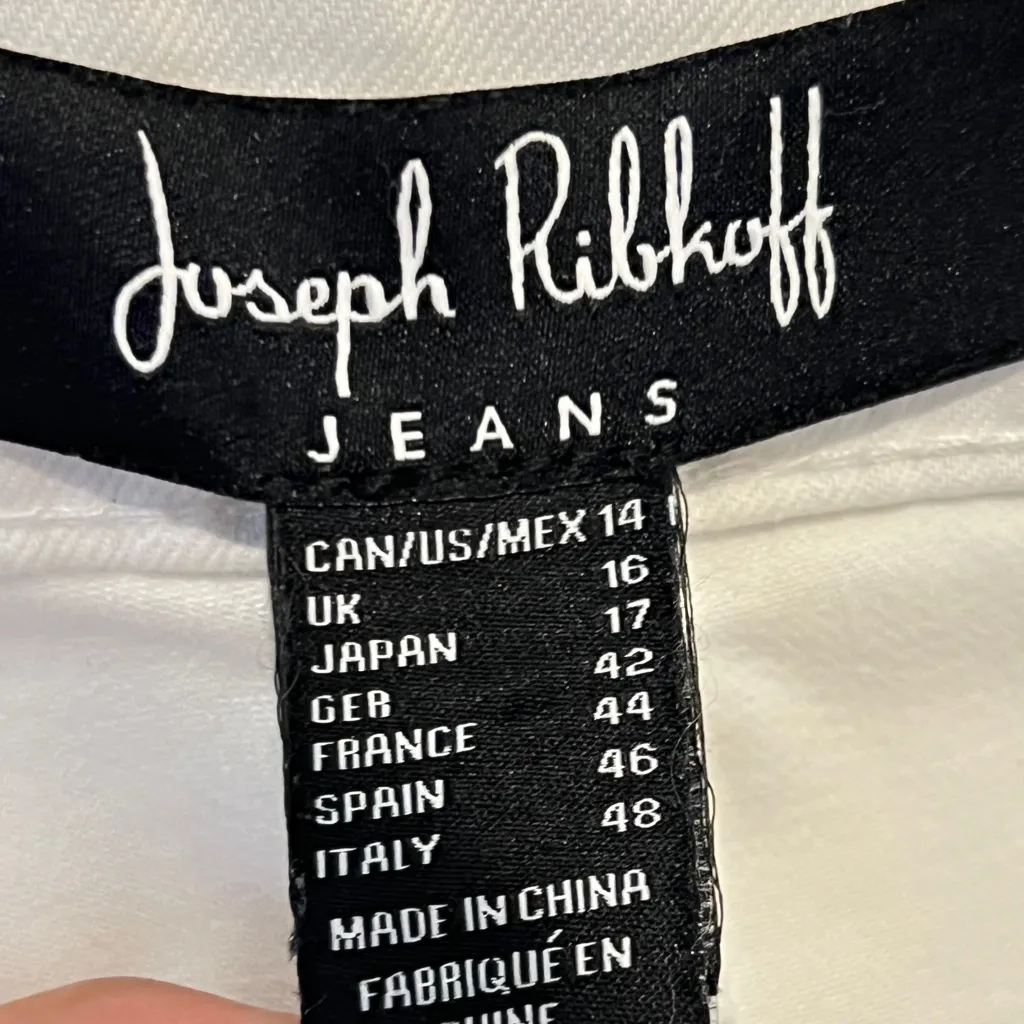 Joseph Ribkoff
JEANS
CAN/US/MEX 14
UK 16
JAPAN 17
GER 42
FRANCE 44
SPAIN 46
ITALY 48
MADE IN CHINA
FABRIQUÉ EN